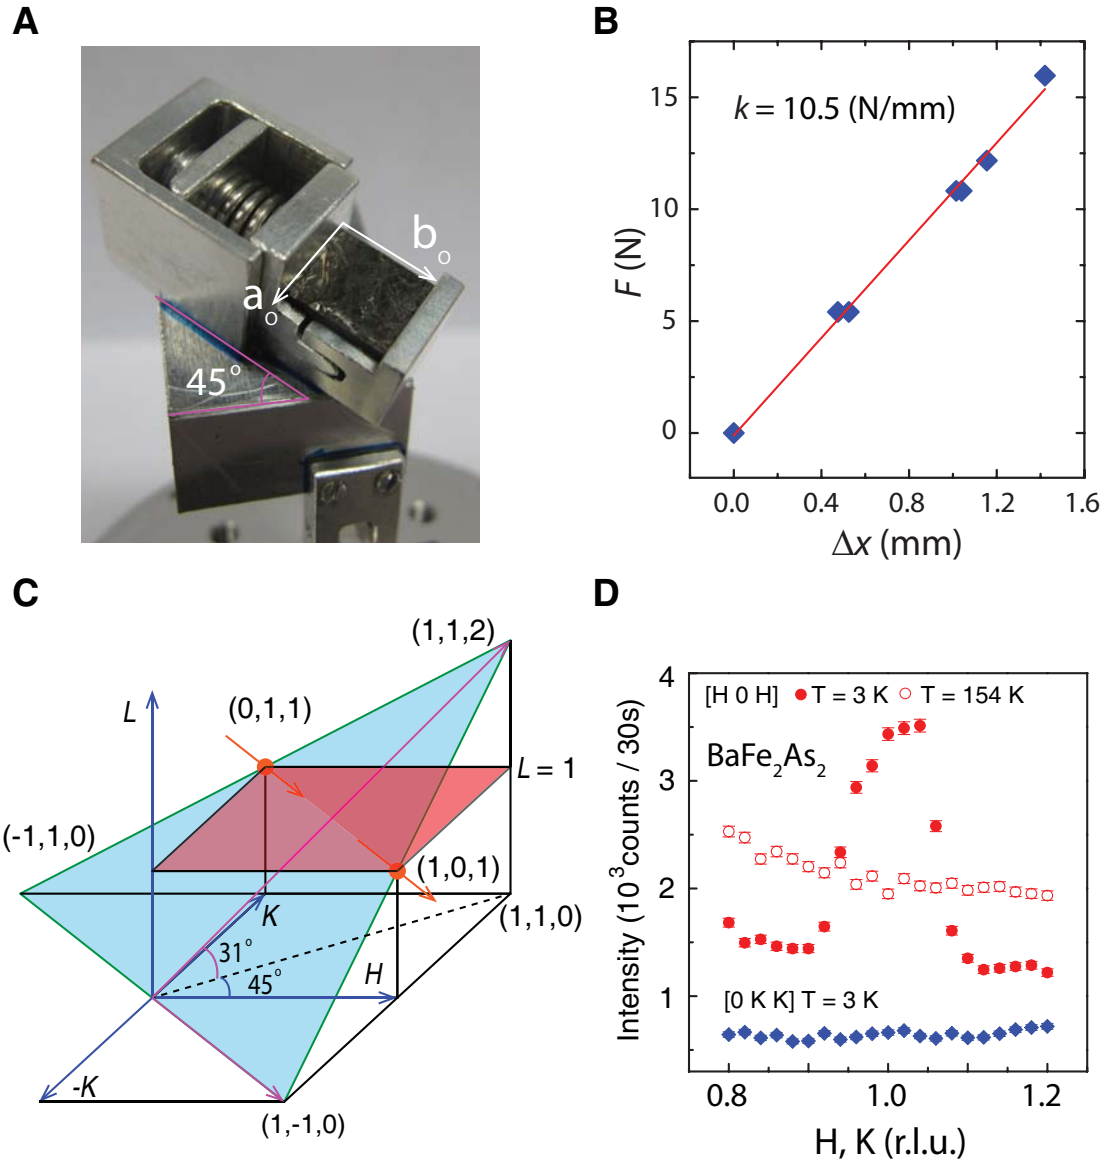 A
45°
a₀
b₀
B
k = 10.5 (N/mm)
F (N)
15
10
5
0
0.0 0.4 0.8 1.2 1.6
Δx (mm)
C
(1,1,2)
L
(0,1,1)
L = 1
(-1,1,0)
(1,0,1)
K
(1,1,0)
31°
45°
H
-K
(1,-1,0)
D
4
[H 0 H] T = 3 K T = 154 K
BaFe₂As₂
3
2
1
[0 K K] T = 3 K
Intensity (10³counts / 30s)
0.8 1.0 1.2
H, K (r.l.u.)